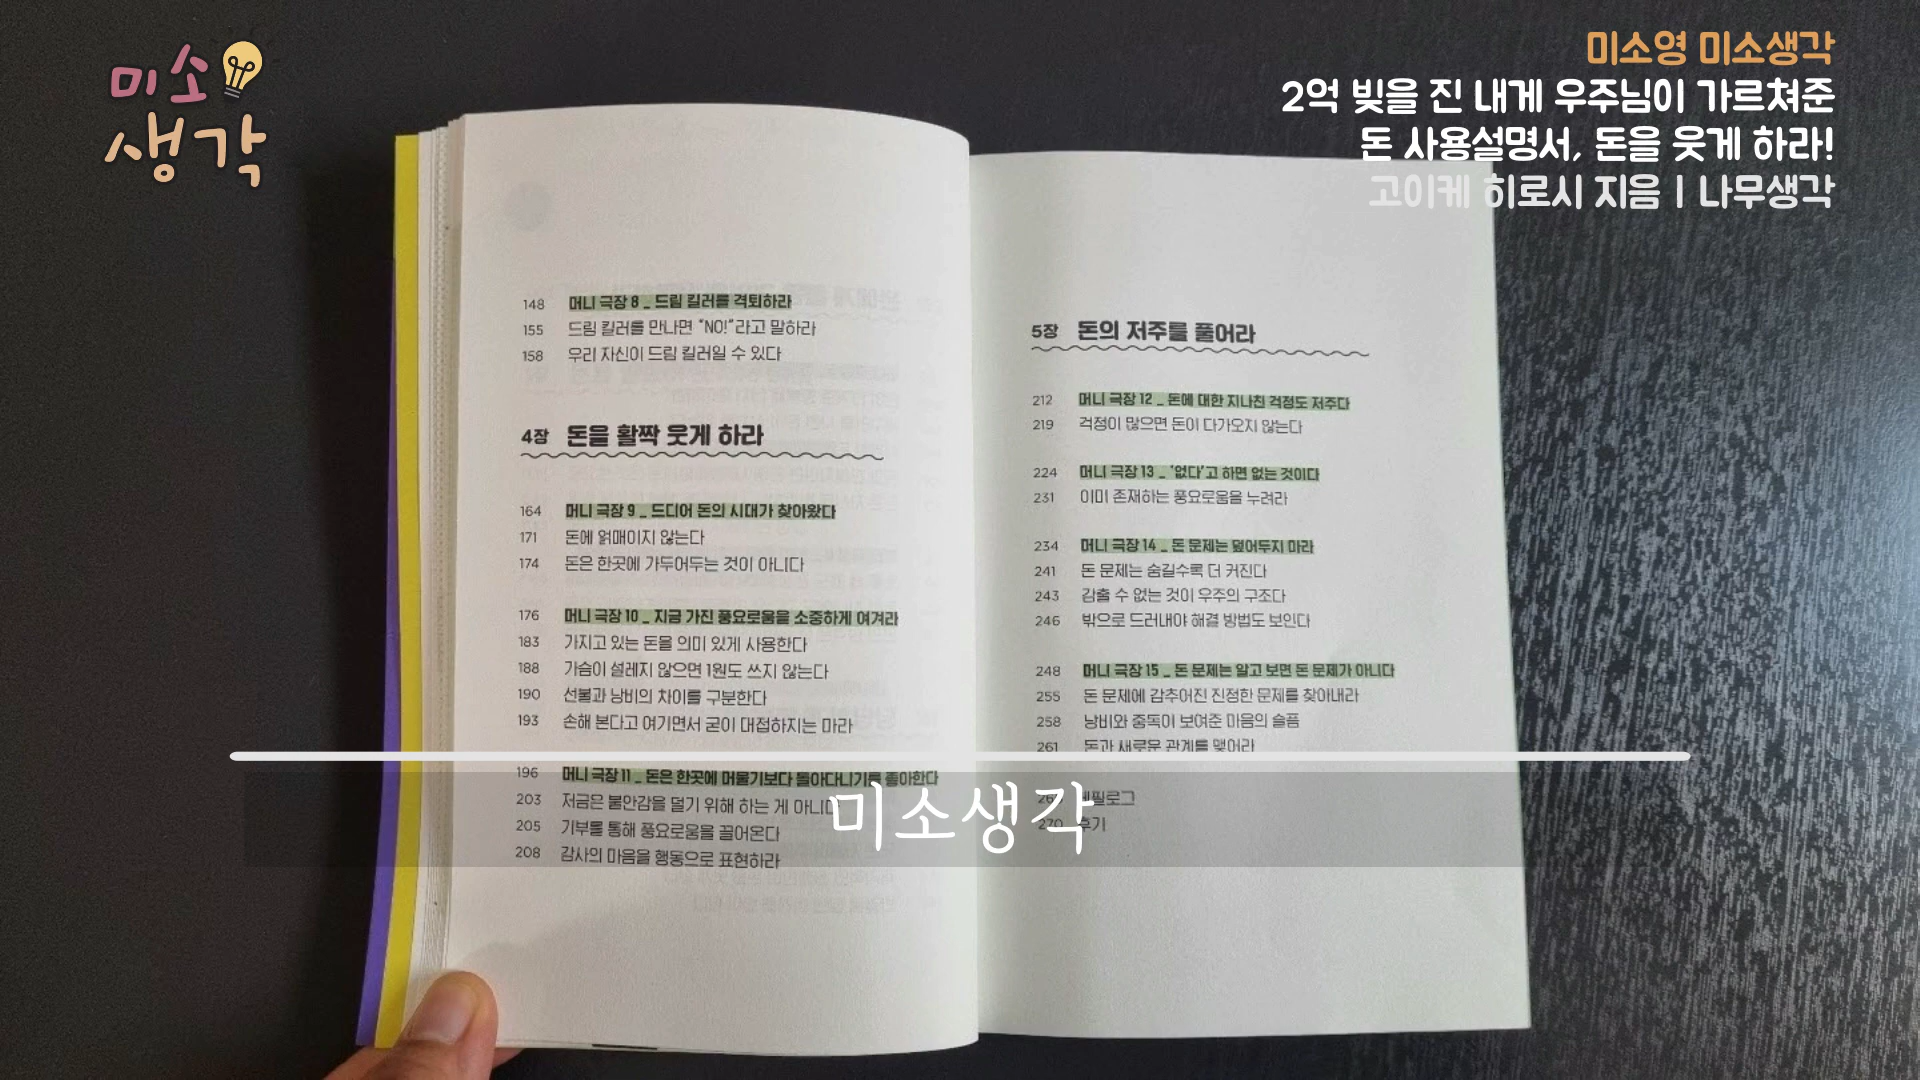 미소
생각
미소영 미소생각
2억 빚을 진 내게 우주님이 가르쳐준
돈 사용설명서, 돈을 웃게 하라!
고이케 히로시 지음 | 나무생각
148 머니 극장 8 _ 드림 킬러를 격퇴하라
155 드림 킬러를 만나면 “NO!”라고 말하라
158 우리 자신이 드림 킬러일 수 있다
4장 돈을 활짝 웃게 하라
164 머니 극장 9 _ 드디어 돈의 시대가 찾아왔다
171 돈에 얽매이지 않는다
174 돈은 한곳에 가두어두는 것이 아니다
176 머니 극장 10 _ 지금 가진 풍요로움을 소중하게 여겨라
183 가지고 있는 돈을 의미 있게 사용한다
188 가슴이 설레지 않으면 1원도 쓰지 않는다
190 선불과 낭비의 차이를 구분한다
193 손해 본다고 여기면서 굳이 대접하지는 마라
196 머니 극장 11 _ 돈은 한곳에 머물기보다 돌아다니기를 좋아한다
203 저금은 불안감을 덜기 위해 하는 게 아니다
205 기부를 통해 풍요로움을 끌어온다
208 감사의 마음을 행동으로 표현하라
5장 돈의 저주를 풀어라
212 머니 극장 12 _ 돈에 대한 지나친 걱정도 저주다
219 걱정이 많으면 돈이 다가오지 않는다
224 머니 극장 13 _ ‘없다’고 하면 없는 것이다
231 이미 존재하는 풍요로움을 누려라
234 머니 극장 14 _ 돈 문제는 덮어두지 마라
241 돈 문제는 숨길수록 더 커진다
243 감출 수 없는 것이 우주의 구조다
246 밖으로 드러내야 해결 방법도 보인다
248 머니 극장 15 _ 돈 문제는 알고 보면 돈 문제가 아니다
255 돈 문제에 감추어진 진정한 문제를 찾아내라
258 낭비와 중독이 보여준 마음의 슬픔
261 돈과 새로운 관계를 맺어라
에필로그
270 후기
미소생각